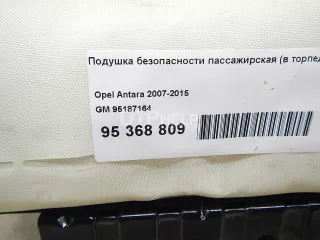 Подушка безопасности пассажирская (в торпед
Opel Antara 2007-2015
GM 95187164
95 368 809